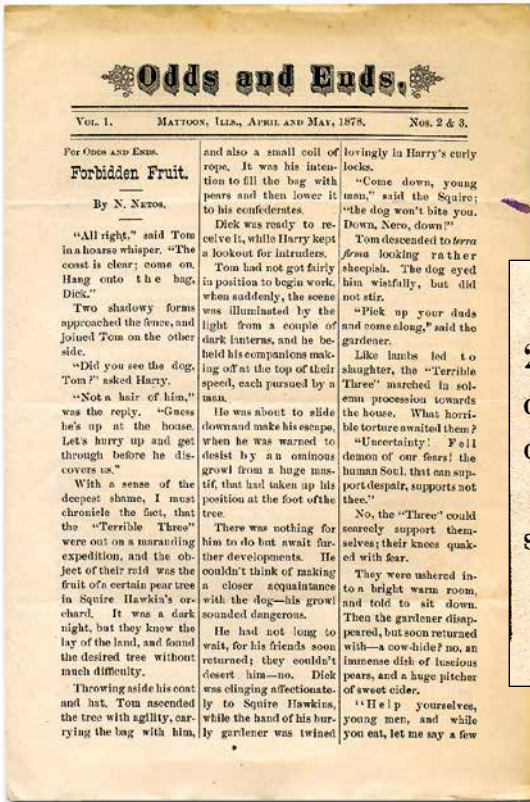 Odds and Ends.
Vol. 1. Mattoon, Ills., April and May, 1878. Nos. 2 & 3.
For Odds and Ends.
Forbidden Fruit.
By N. Netos.
"All right," said Tom
in a hoarse whisper. "The
coast is clear; come on.
Hang onto the bag,
Dick."
Two shadowy forms
approached the fence, and
joined Tom on the other
side.
"Did you see the dog,
Tom?" asked Harry.
"Not a hair of him,"
was the reply. "Guess
he's up at the house.
Let's hurry up and get
through before he dis-
covers us."
With a sense of the
deepest shame, I must
chronicle the fact, that
the "Terrible Three"
were out on a marauding
expedition, and the ob-
ject of their raid was the
fruit of a certain pear tree
in Squire Hawkin's or-
chard. It was a dark
night, but they knew the
lay of the land, and found
the desired tree without
much difficulty.
Throwing aside his coat
and hat, Tom ascended
the tree with agility, car-
rying the bag with him,
and also a small coil of
rope. It was his inten-
tion to fill the bag with
pears and then lower it
to his confederates.
Dick was ready to re-
ceive it, while Harry kept
a lookout for intruders.
Tom had not got fairly
in position to begin work,
when suddenly, the scene
was illuminated by the
light from a couple of
dark lanterns, and he be-
held his companions mak-
ing off at the top of their
speed, each pursued by a
man.
He was about to slide
down and make his escape,
when he was warned to
desist by an ominous
growl from a huge mas-
tif, that had taken up his
position at the foot of the
tree.
There was nothing for
him to do but await fur-
ther developments. He
couldn't think of making
a closer acquaintance
with the dog—his growl
sounded dangerous.
He had not long to
wait, for his friends soon
returned; they couldn't
desert him—no. Dick
was clinging affectionate-
ly to Squire Hawkins,
while the hand of his bur-
ly gardener was twined
lovingly in Harry's curly
locks.
"Come down, young
man," said the Squire;
"the dog won't bite you.
Down, Nero, down!"
Tom descended to terra
firma looking rather
sheepish. The dog eyed
him wistfully, but did
not stir.
"Pick up your duds
and come along," said the
gardener.
Like lambs led to
slaughter, the "Terrible
Three" marched in sol-
emn procession towards
the house. What horri-
ble torture awaited them?
"Uncertainty! Fell
demon of our fears! the
human Soul, that can sup-
port despair, supports not
thee."
No, the "Three" could
scarcely support them-
selves; their knees quak-
ed with fear.
They were ushered in-
to a bright warm room,
and told to sit down.
Then the gardener disap-
peared, but soon returned
with—a cow-hide? no, an
immense dish of luscious
pears, and a huge pitcher
of sweet cider.
"Help yourselves,
young men, and while
you eat, let me say a few